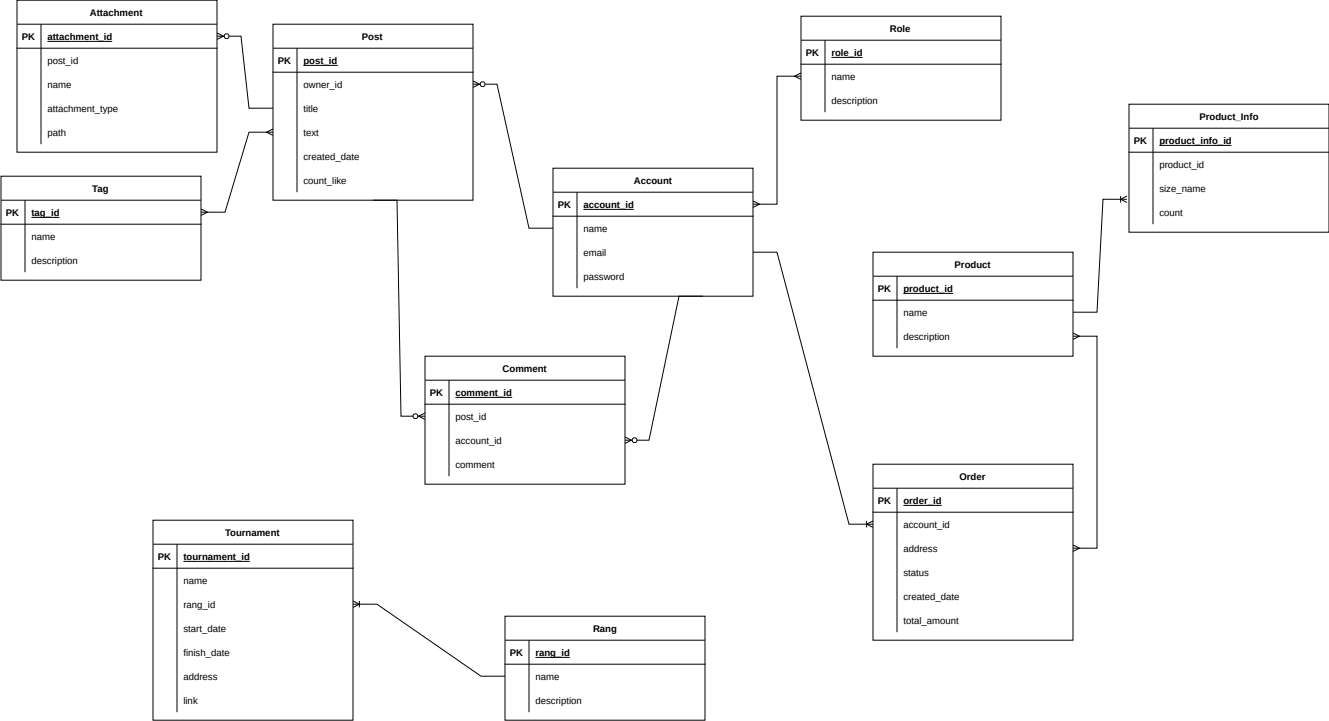 Attachment
PK attachment_id
post_id
name
attachment_type
path
Post
PK post_id
owner_id
title
text
created_date
count_like
Role
PK role_id
name
description
Product_Info
PK product_info_id
product_id
size_name
count
Tag
PK tag_id
name
description
Account
PK account_id
name
email
password
Product
PK product_id
name
description
Comment
PK comment_id
post_id
account_id
comment
Order
PK order_id
account_id
address
status
created_date
total_amount
Tournament
PK tournament_id
name
rang_id
start_date
finish_date
address
link
Rang
PK rang_id
name
description